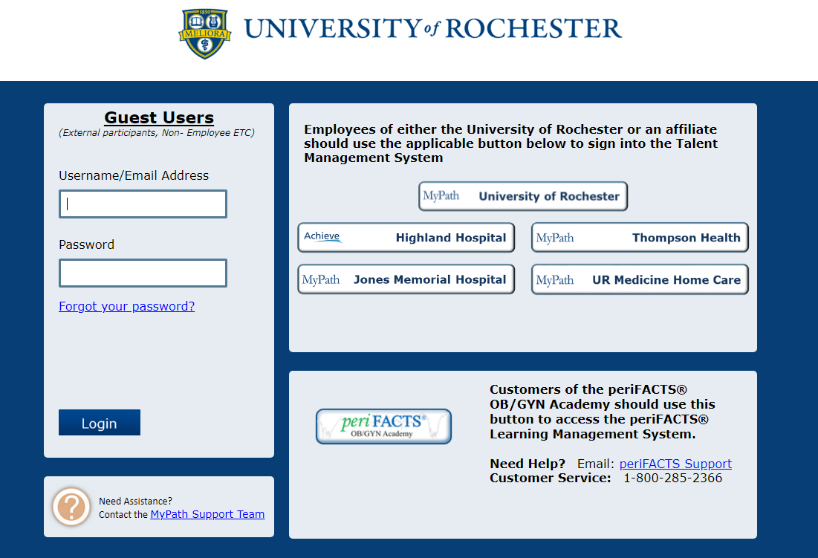 MELIORA
UNIVERSITY of ROCHESTER
Guest Users
(External participants, Non- Employee ETC)
Username/Email Address
Password
Forgot your password?
Login
Need Assistance?
Contact the MyPath Support Team
Employees of either the University of Rochester or an affiliate
should use the applicable button below to sign into the Talent
Management System
MyPath University of Rochester
Achieve Highland Hospital
MyPath Thompson Health
MyPath Jones Memorial Hospital
MyPath UR Medicine Home Care
periFACTS®
OB/GYN Academy
Customers of the periFACTS®
OB/GYN Academy should use this
button to access the periFACTS®
Learning Management System.
Need Help? Email: periFACTS Support
Customer Service: 1-800-285-2366